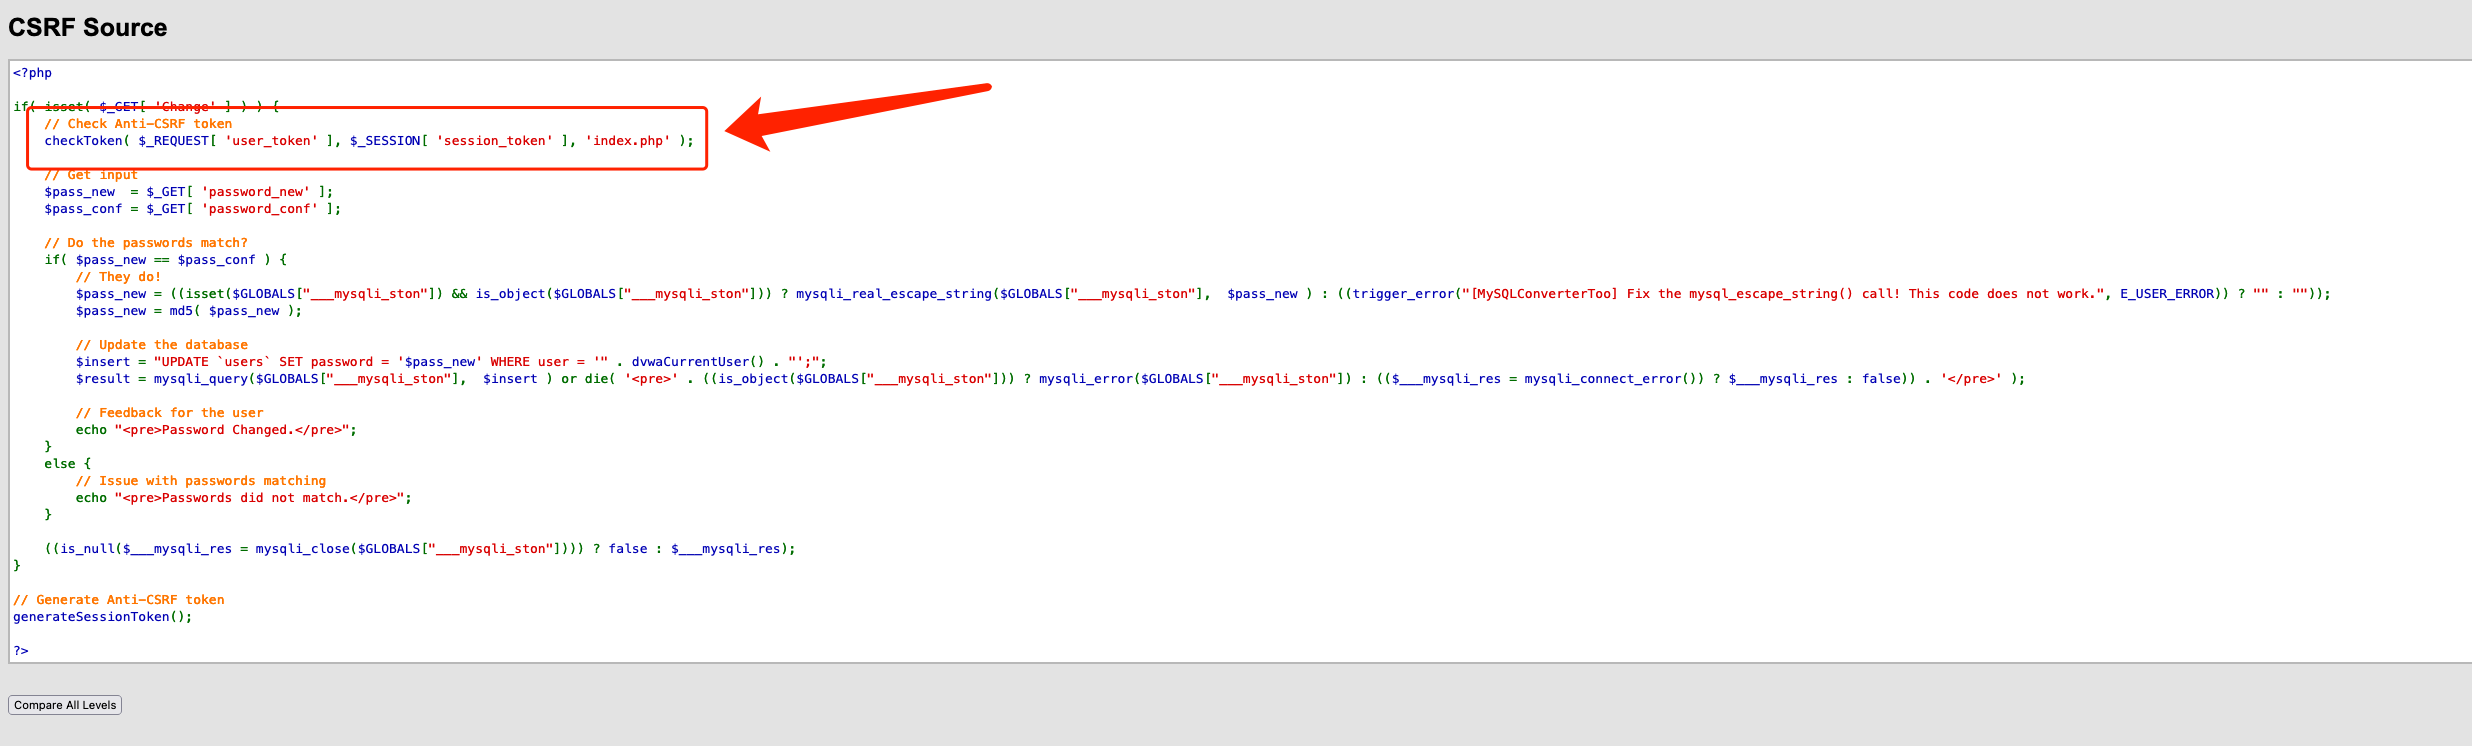 CSRF Source
<?php
if( isset( $_GET[ 'Change' ] ) ) {
    // Check Anti-CSRF token
    checkToken( $_REQUEST[ 'user_token' ], $_SESSION[ 'session_token' ], 'index.php' );
    // Get input
    $pass_new  = $_GET[ 'password_new' ];
    $pass_conf = $_GET[ 'password_conf' ];
    // Do the passwords match?
    if( $pass_new == $pass_conf ) {
        // They do!
        $pass_new = ((isset($GLOBALS["___mysqli_ston"]) && is_object($GLOBALS["___mysqli_ston"])) ? mysqli_real_escape_string($GLOBALS["___mysqli_ston"],  $pass_new ) : ((trigger_error("[MySQLConverterToo] Fix the mysql_escape_string() call! This code does not work.", E_USER_ERROR)) ? "" : ""));
        $pass_new = md5( $pass_new );
        // Update the database
        $insert = "UPDATE `users` SET password = '$pass_new' WHERE user = '" . dvwaCurrentUser() . "';";
        $result = mysqli_query($GLOBALS["___mysqli_ston"],  $insert ) or die( '<pre>' . ((is_object($GLOBALS["___mysqli_ston"])) ? mysqli_error($GLOBALS["___mysqli_ston"]) : (($___mysqli_res = mysqli_connect_error()) ? $___mysqli_res : false)) . '</pre>' );
        // Feedback for the user
        echo "<pre>Password Changed.</pre>";
    }
    else {
        // Issue with passwords matching
        echo "<pre>Passwords did not match.</pre>";
    }
    ((is_null($___mysqli_res = mysqli_close($GLOBALS["___mysqli_ston"]))) ? false : $___mysqli_res);
}
// Generate Anti-CSRF token
generateSessionToken();
?>
Compare All Levels